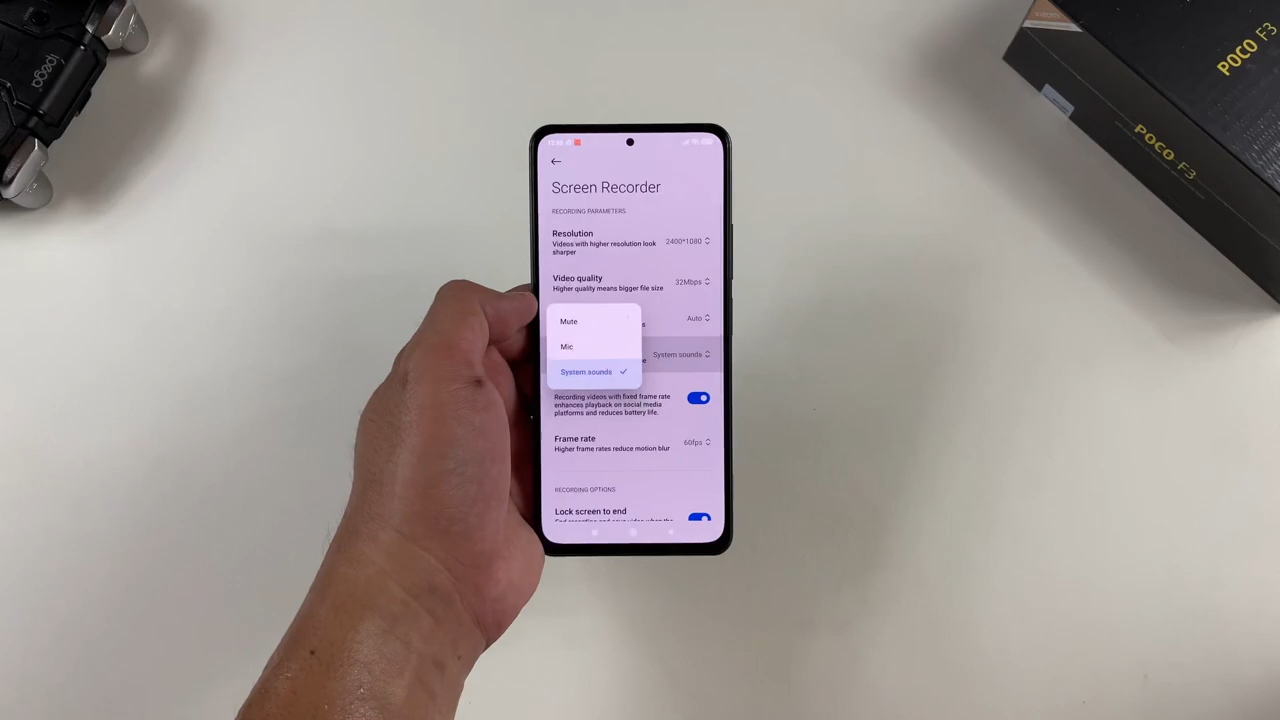 ipega
POCO F3
POCO F3
Screen Recorder
RECORDING PARAMETERS
Resolution
Videos with higher resolution look
sharper
2400*1080
Video quality
Higher quality means bigger file size
32Mbps
Auto
Mute
Mic
System sounds
System sounds
Recording videos with fixed frame rate
enhances playback on social media
platforms and reduces battery life.
Frame rate
Higher frame rates reduce motion blur
60fps
RECORDING OPTIONS
Lock screen to end